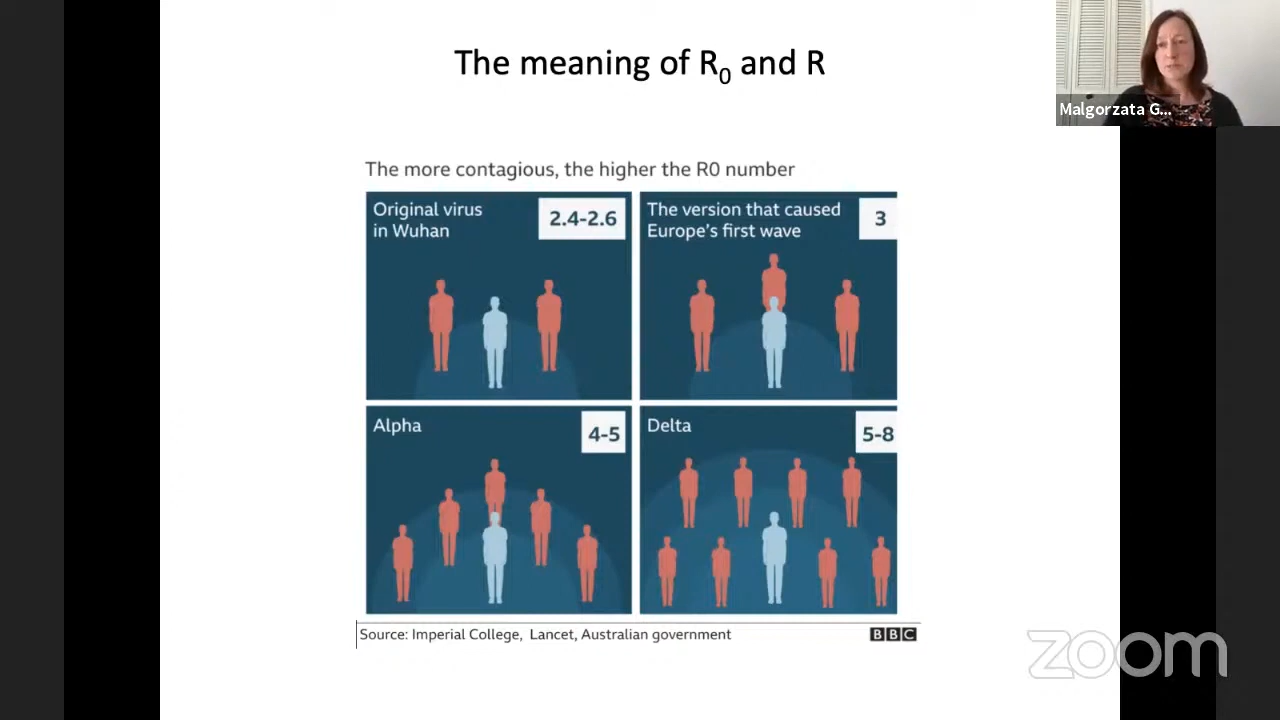 The meaning of R₀ and R
Malgorzata G...
The more contagious, the higher the R0 number
Original virus
in Wuhan
2.4-2.6
The version that caused
Europe's first wave
3
Alpha
4-5
Delta
5-8
Source: Imperial College, Lancet, Australian government
BBC
zoom